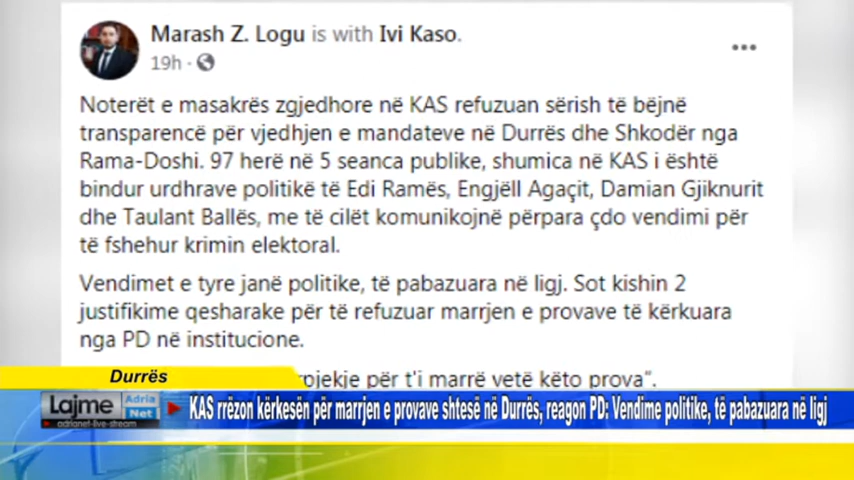 Marash Z. Logu is with Ivi Kaso.
19h ·
Noterët e masakrës zgjedhore në KAS refuzuan sërish të bëjnë
transparencë për vjedhjen e mandateve në Durrës dhe Shkodër nga
Rama-Doshi. 97 herë në 5 seanca publike, shumica në KAS i është
bindur urdhrave politikë të Edi Ramës, Engjëll Agaçit, Damian Gjiknurit
dhe Taulant Ballës, me të cilët komunikojnë përpara çdo vendimi për
të fshehur krimin elektoral.
Vendimet e tyre janë politike, të pabazuara në ligj. Sot kishin 2
justifikime qesharake për të refuzuar marrjen e provave të kërkuara
nga PD në institucione.
për t'i marrë vetë këto prova“.
Durrës
Lajme Adria Net
adrianet-live-stream
KAS rrëzon kërkesën për marrjen e provave shtesë në Durrës, reagon PD: Vendime politike, të pabazuara në ligj